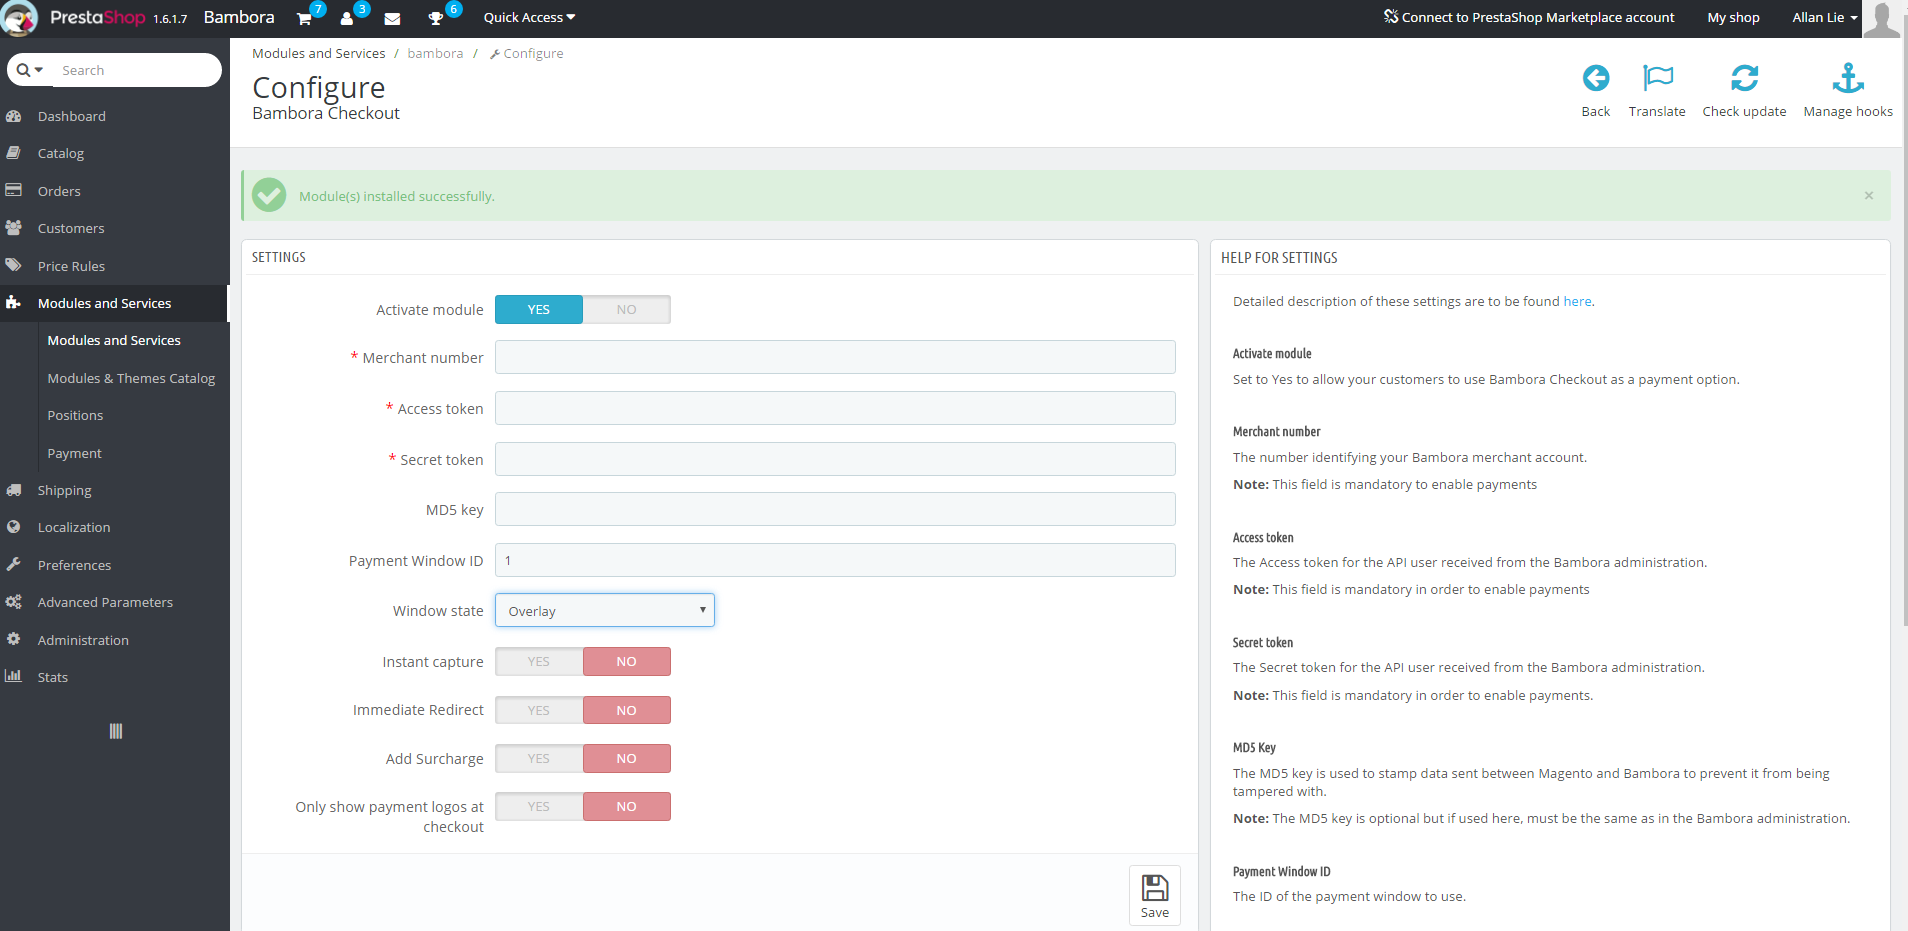 PrestaShop 1.6.1.7 Bambora 7 3 6 Quick Access Connect to PrestaShop Marketplace account My shop Allan Lie
Search
Dashboard
Catalog
Orders
Customers
Price Rules
Modules and Services
Modules and Services
Modules & Themes Catalog
Positions
Payment
Shipping
Localization
Preferences
Advanced Parameters
Administration
Stats
Modules and Services / bambora / Configure
Configure
Bambora Checkout
Back Translate Check update Manage hooks
Module(s) installed successfully. ×
SETTINGS
Activate module YES NO
* Merchant number
* Access token
* Secret token
MD5 key
Payment Window ID 1
Window state Overlay
Instant capture YES NO
Immediate Redirect YES NO
Add Surcharge YES NO
Only show payment logos at
checkout YES NO
Save
HELP FOR SETTINGS
Detailed description of these settings are to be found here.
Activate module
Set to Yes to allow your customers to use Bambora Checkout as a payment option.
Merchant number
The number identifying your Bambora merchant account.
Note: This field is mandatory to enable payments
Access token
The Access token for the API user received from the Bambora administration.
Note: This field is mandatory in order to enable payments
Secret token
The Secret token for the API user received from the Bambora administration.
Note: This field is mandatory in order to enable payments.
MD5 Key
The MD5 key is used to stamp data sent between Magento and Bambora to prevent it from being
tampered with.
Note: The MD5 key is optional but if used here, must be the same as in the Bambora administration.
Payment Window ID
The ID of the payment window to use.